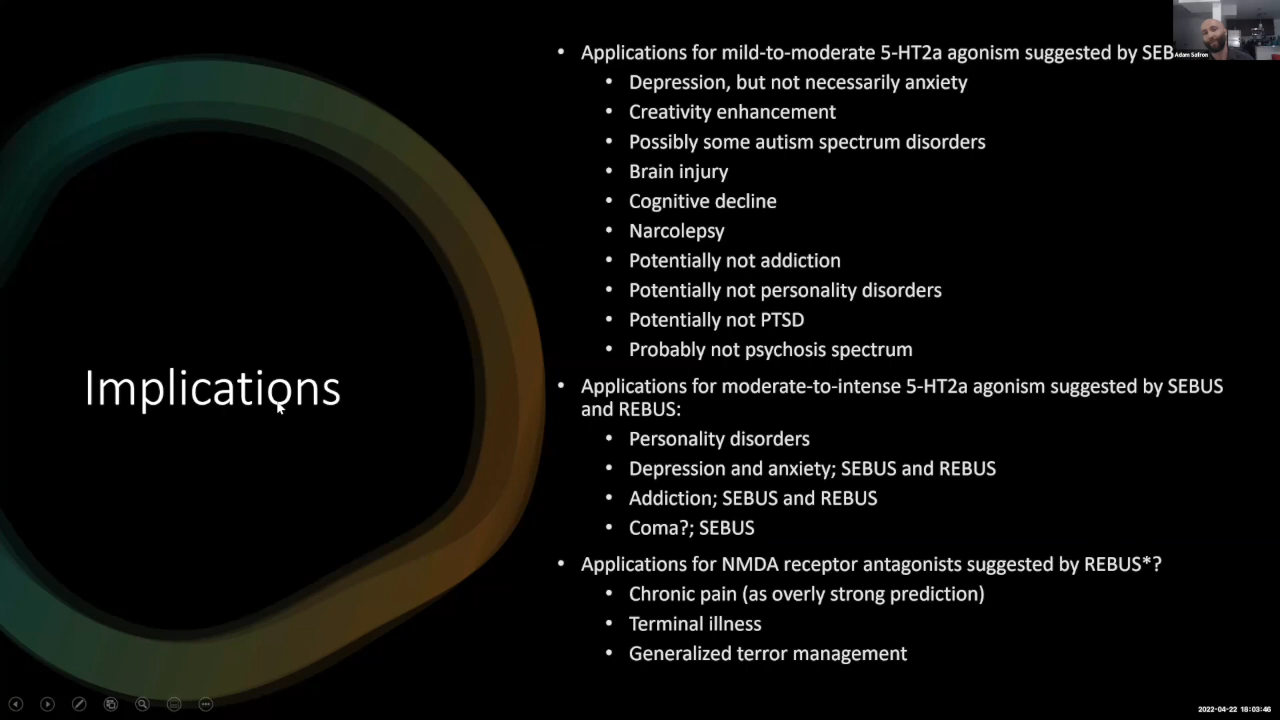 Implications
• Applications for mild-to-moderate 5-HT2a agonism suggested by SEB
• Depression, but not necessarily anxiety
• Creativity enhancement
• Possibly some autism spectrum disorders
• Brain injury
• Cognitive decline
• Narcolepsy
• Potentially not addiction
• Potentially not personality disorders
• Potentially not PTSD
• Probably not psychosis spectrum
• Applications for moderate-to-intense 5-HT2a agonism suggested by SEBUS
and REBUS:
• Personality disorders
• Depression and anxiety; SEBUS and REBUS
• Addiction; SEBUS and REBUS
• Coma?; SEBUS
• Applications for NMDA receptor antagonists suggested by REBUS*?
• Chronic pain (as overly strong prediction)
• Terminal illness
• Generalized terror management
Adam Safron
2022-04-22 18:03:46